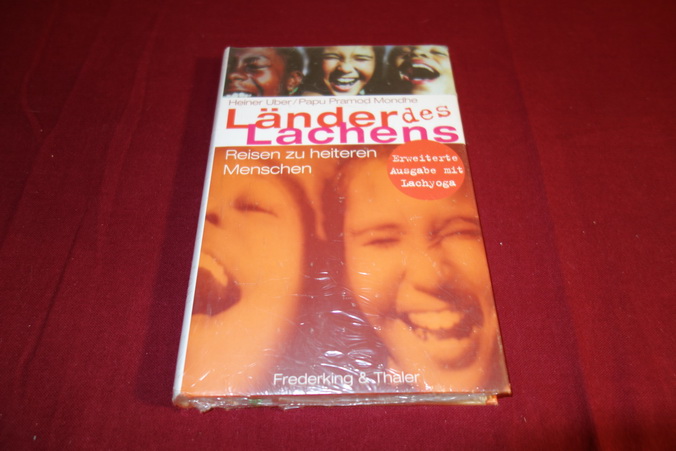 Heiner Uber / Papu Pramod Mondhe
Länder des
Lachens
Reisen zu heiteren
Menschen
Erweiterte
Ausgabe mit
Lachyoga
Frederking & Thaler